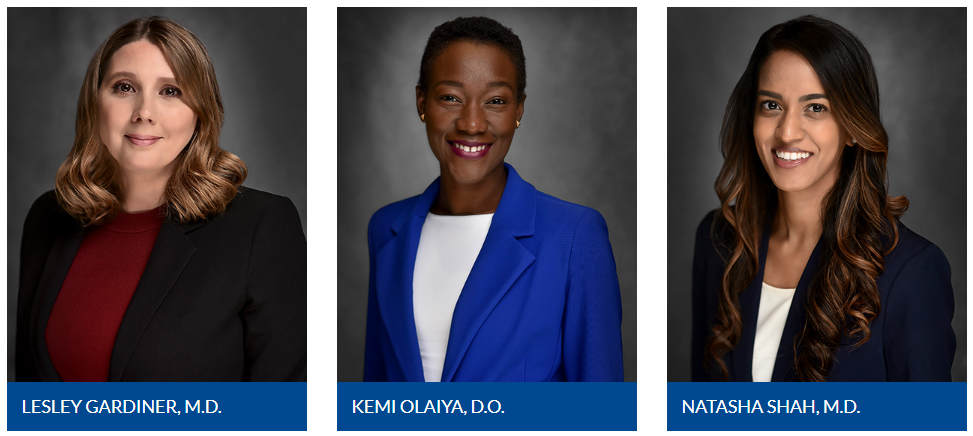 LESLEY GARDINER, M.D.
KEMI OLAIYA, D.O.
NATASHA SHAH, M.D.